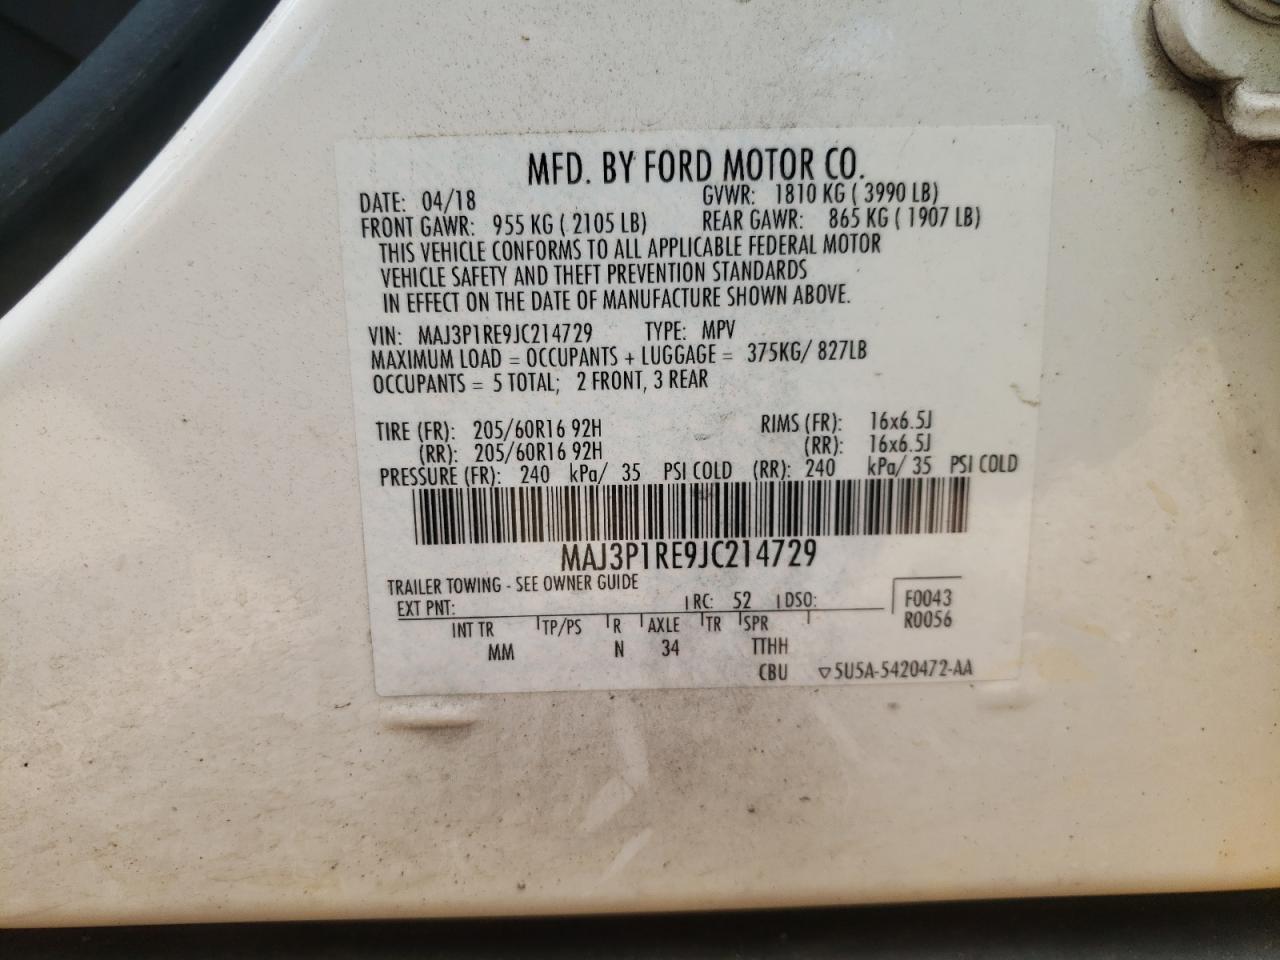 MFD. BY FORD MOTOR CO.
DATE: 04/18 GVWR: 1810 KG ( 3990 LB)
FRONT GAWR: 955 KG ( 2105 LB) REAR GAWR: 865 KG ( 1907 LB)
THIS VEHICLE CONFORMS TO ALL APPLICABLE FEDERAL MOTOR
VEHICLE SAFETY AND THEFT PREVENTION STANDARDS
IN EFFECT ON THE DATE OF MANUFACTURE SHOWN ABOVE.
VIN: MAJ3P1RE9JC214729 TYPE: MPV
MAXIMUM LOAD = OCCUPANTS + LUGGAGE = 375KG/ 827LB
OCCUPANTS = 5 TOTAL; 2 FRONT, 3 REAR
TIRE (FR): 205/60R16 92H RIMS (FR): 16x6.5J
(RR): 205/60R16 92H (RR): 16x6.5J
PRESSURE (FR): 240 kPa/ 35 PSI COLD (RR): 240 kPa/ 35 PSI COLD
MAJ3P1RE9JC214729
TRAILER TOWING - SEE OWNER GUIDE
EXT PNT: RC: 52 DSO: F0043
R0056
INT TR TP/PS R AXLE TR SPR
MM N 34 TTHH
CBU ▽5U5A-5420472-AA